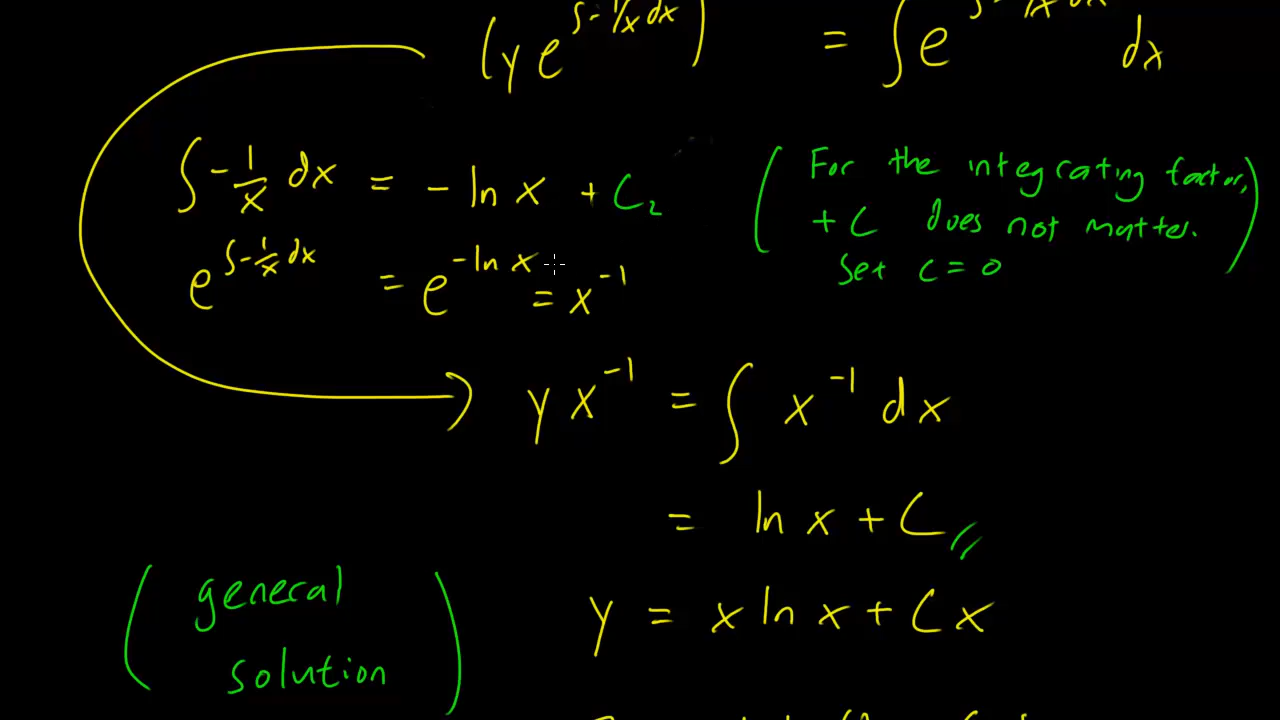 (y e^{∫ -1/x dx}) = ∫ e^{∫ -1/x dx} dx
∫ - 1/x dx = - ln x + C₂
(For the integrating factor,
+ C does not matter.
Set c = 0)
e^{∫ - 1/x dx} = e^{-ln x} = x^{-1}
y x^{-1} = ∫ x^{-1} dx
= ln x + C
(general
solution)
y = x ln x + C x